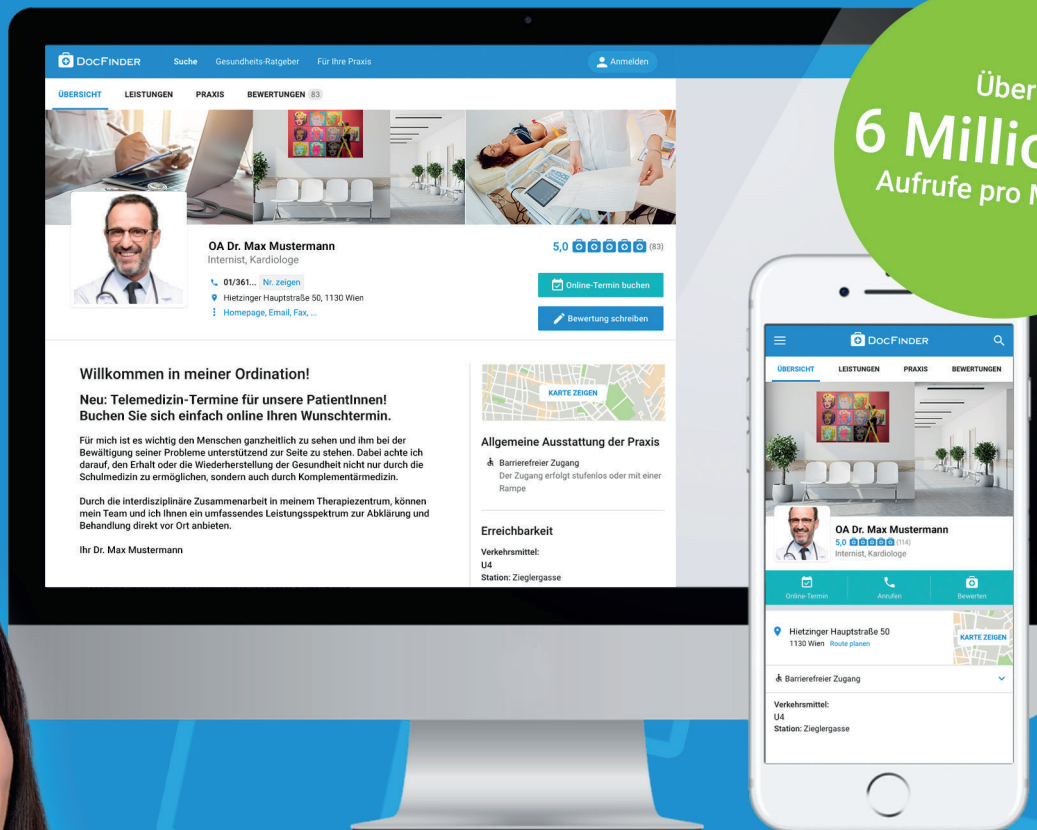 DOCFINDER
Suche Gesundheits-Ratgeber Für Ihre Praxis
Anmelden
ÜBERSICHT LEISTUNGEN PRAXIS BEWERTUNGEN 83
OA Dr. Max Mustermann
Internist, Kardiologe
01/361... Nr. zeigen
Hietzinger Hauptstraße 50, 1130 Wien
Homepage, Email, Fax, ...
5,0 (83)
Online-Termin buchen
Bewertung schreiben
Willkommen in meiner Ordination!
Neu: Telemedizin-Termine für unsere PatientInnen!
Buchen Sie sich einfach online Ihren Wunschtermin.
Für mich ist es wichtig den Menschen ganzheitlich zu sehen und ihm bei der
Bewältigung seiner Probleme unterstützend zur Seite zu stehen. Dabei achte ich
darauf, den Erhalt oder die Wiederherstellung der Gesundheit nicht nur durch die
Schulmedizin zu ermöglichen, sondern auch durch Komplementärmedizin.
Durch die interdisziplinäre Zusammenarbeit in meinem Therapiezentrum, können
mein Team und ich Ihnen ein umfassendes Leistungsspektrum zur Abklärung und
Behandlung direkt vor Ort anbieten.
Ihr Dr. Max Mustermann
KARTE ZEIGEN
Allgemeine Ausstattung der Praxis
Barrierefreier Zugang
Der Zugang erfolgt stufenlos oder mit einer
Rampe
Erreichbarkeit
Verkehrsmittel:
U4
Station: Zieglergasse
Über
6 Millio
Aufrufe pro
DOCFINDER
ÜBERSICHT LEISTUNGEN PRAXIS BEWERTUNGEN
OA Dr. Max Mustermann
5,0 (114)
Internist, Kardiologe
Online-Termin Anrufen Bewerten
Hietzinger Hauptstraße 50
1130 Wien Route planen
KARTE ZEIGEN
Barrierefreier Zugang
Verkehrsmittel:
U4
Station: Zieglergasse